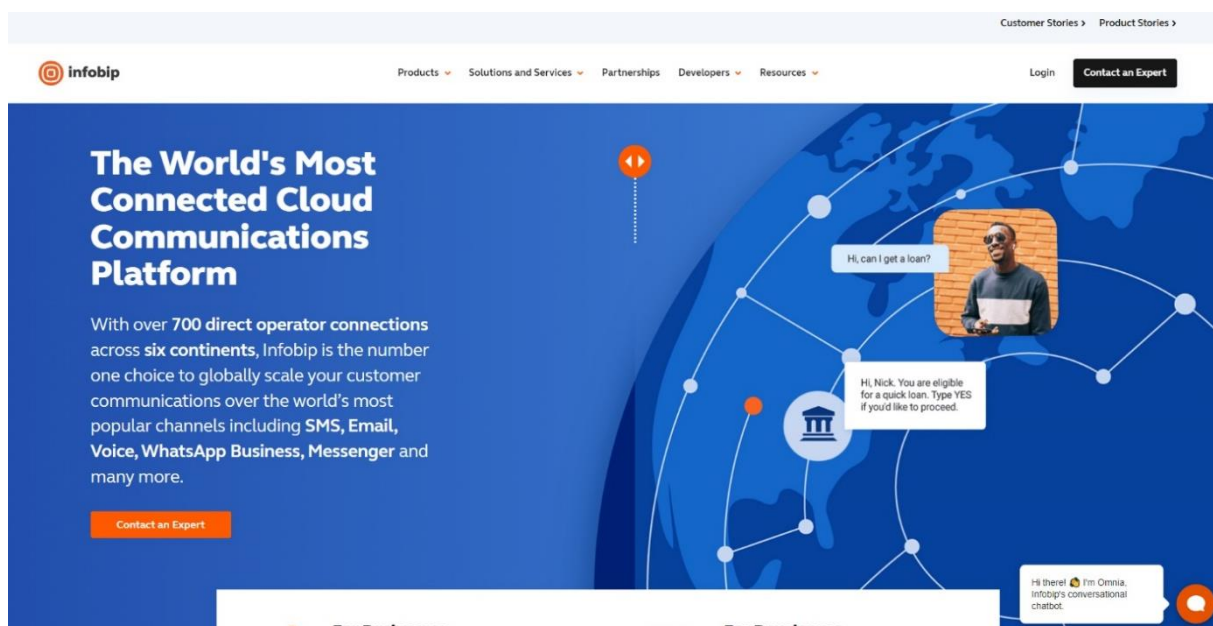 Customer Stories > Product Stories >
infobip
Products Solutions and Services Partnerships Developers Resources
Login Contact an Expert
The World's Most
Connected Cloud
Communications
Platform
With over 700 direct operator connections
across six continents, Infobip is the number
one choice to globally scale your customer
communications over the world's most
popular channels including SMS, Email,
Voice, WhatsApp Business, Messenger and
many more.
Contact an Expert
Hi, can I get a loan?
Hi, Nick. You are eligible
for a quick loan. Type YES
if you'd like to proceed.
Hi there! I'm Omnia.
Infobip's conversational
chatbot.